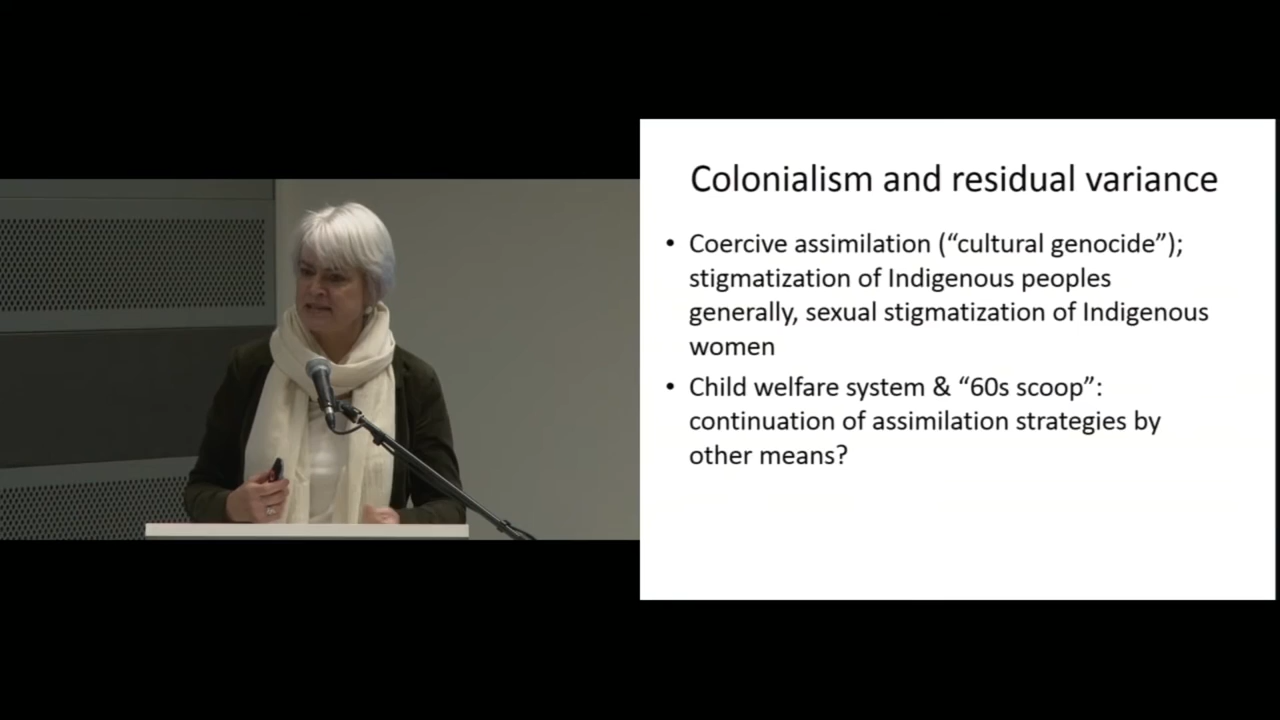 Colonialism and residual variance
• Coercive assimilation (“cultural genocide”);
stigmatization of Indigenous peoples
generally, sexual stigmatization of Indigenous
women
• Child welfare system & “60s scoop”:
continuation of assimilation strategies by
other means?